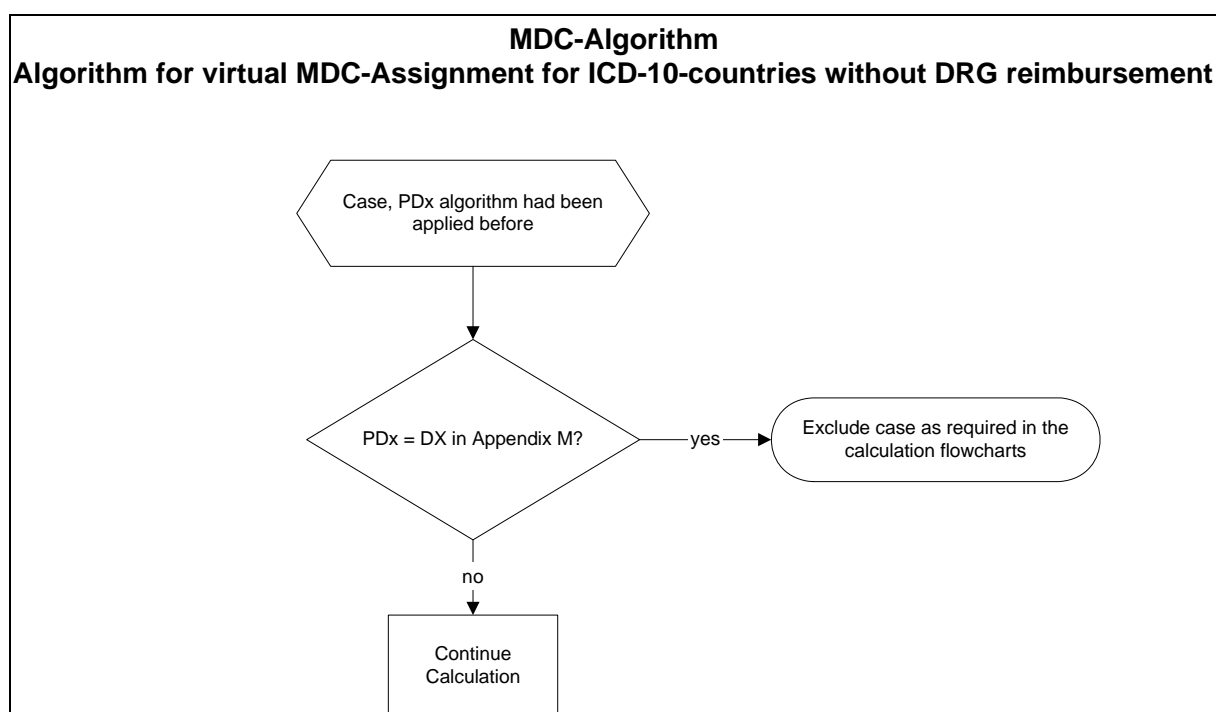 MDC-Algorithm
Algorithm for virtual MDC-Assignment for ICD-10-countries without DRG reimbursement
Case, PDx algorithm had been
applied before
PDx = DX in Appendix M?
yes
Exclude case as required in the
calculation flowcharts
no
Continue
Calculation